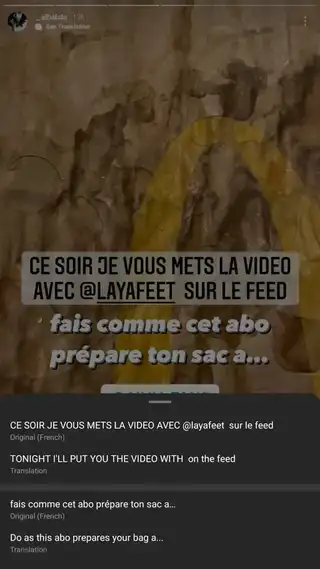 See Translation
CE SOIR JE VOUS METS LA VIDEO
AVEC @LAYAFEET SUR LE FEED
fais comme cet abo
prépare ton sac a...
CE SOIR JE VOUS METS LA VIDEO AVEC @layafeet sur le feed
Original (French)
TONIGHT I'LL PUT YOU THE VIDEO WITH on the feed
Translation
fais comme cet abo prépare ton sac a…
Original (French)
Do as this abo prepares your bag a...
Translation